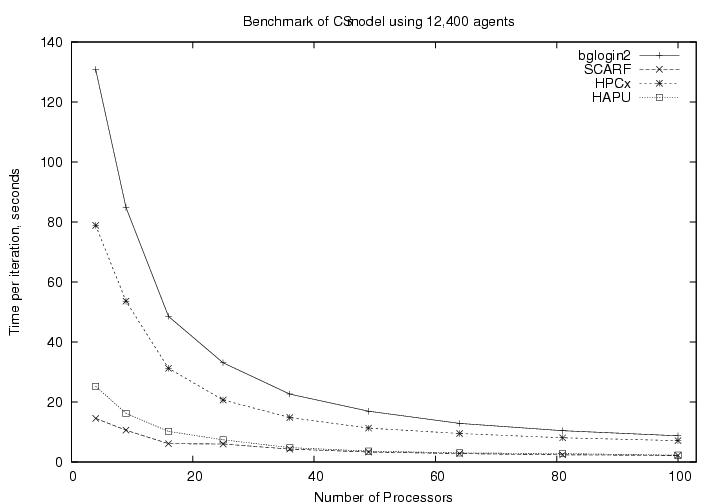 Benchmark of CS model using 12,400 agents
140
120
100
80
60
40
20
0
Time per iteration, seconds
bglogin2
SCARF
HPCx
HAPU
0 20 40 60 80 100
Number of Processors